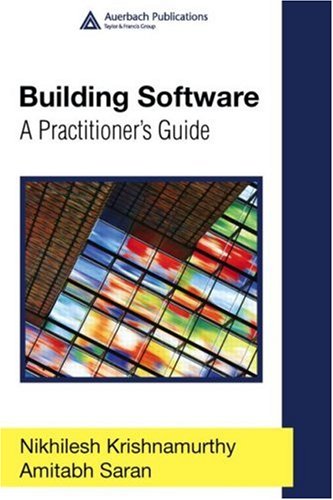 Auerbach Publications
Taylor & Francis Group
Building Software
A Practitioner's Guide
Nikhilesh Krishnamurthy
Amitabh Saran